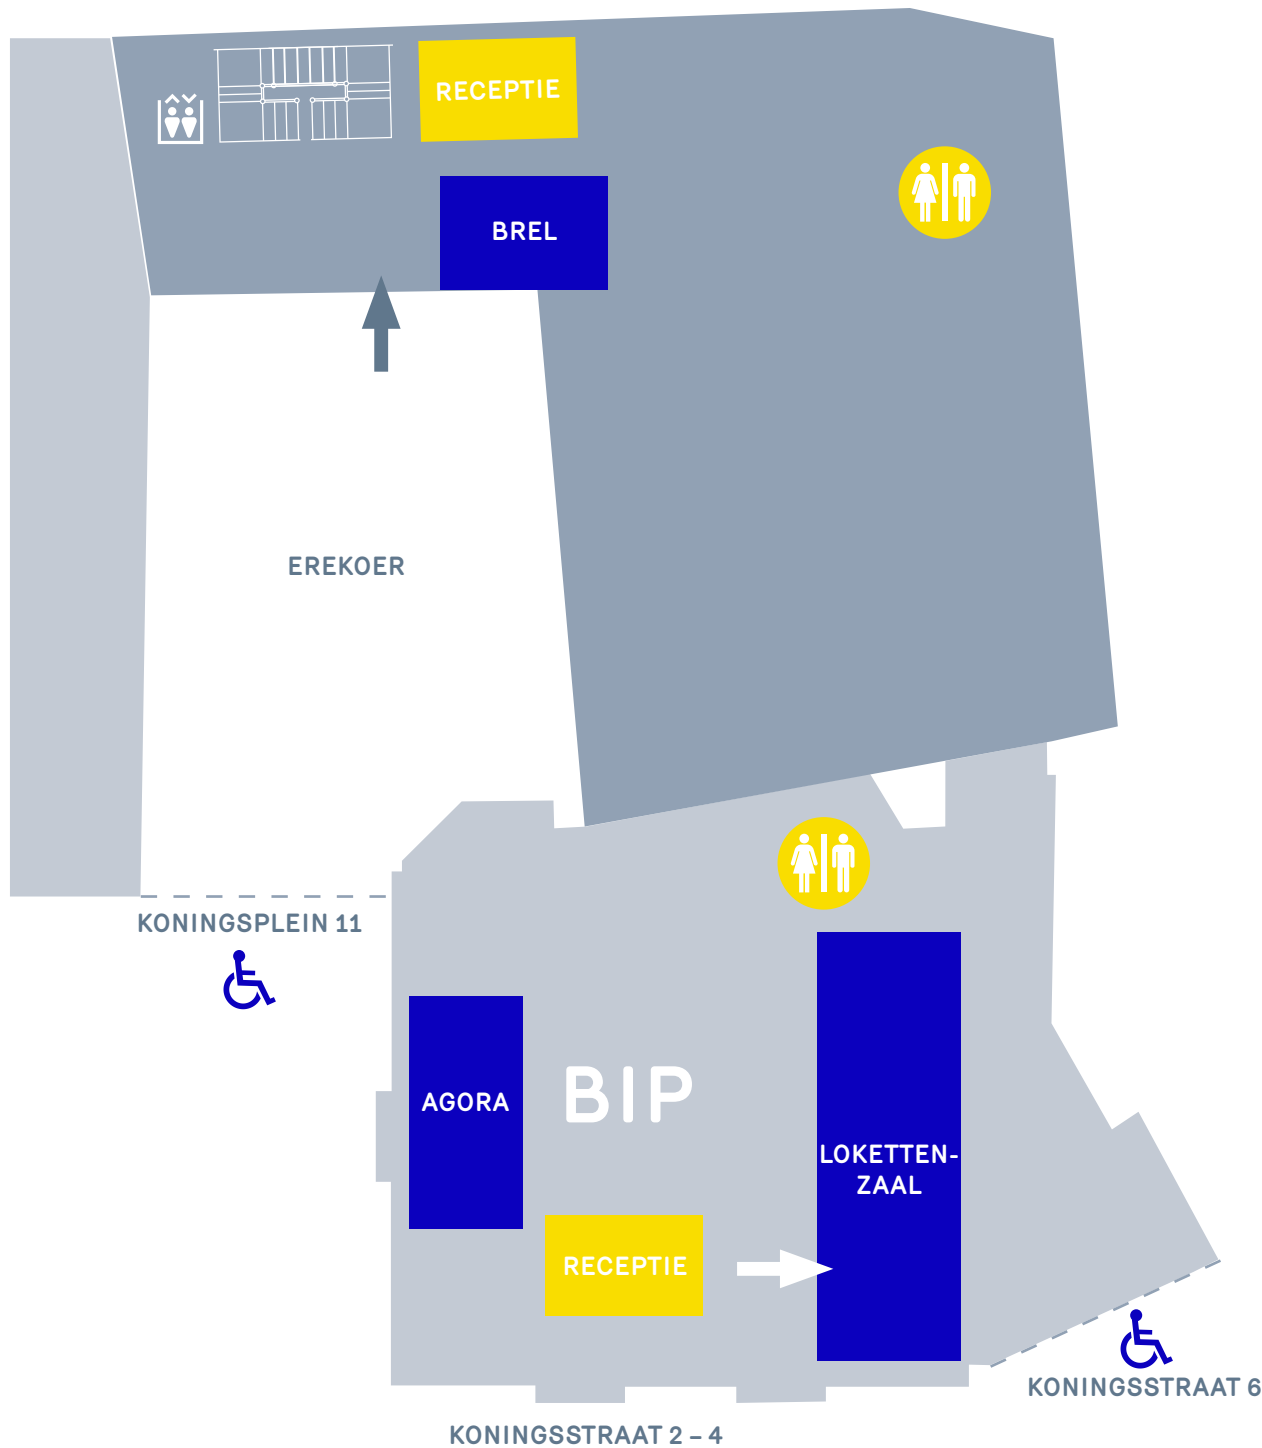 RECEPTIE
BREL
EREKOER
KONINGSPLEIN 11
AGORA
BIP
LOKETTEN-
ZAAL
RECEPTIE
KONINGSSTRAAT 6
KONINGSSTRAAT 2 – 4